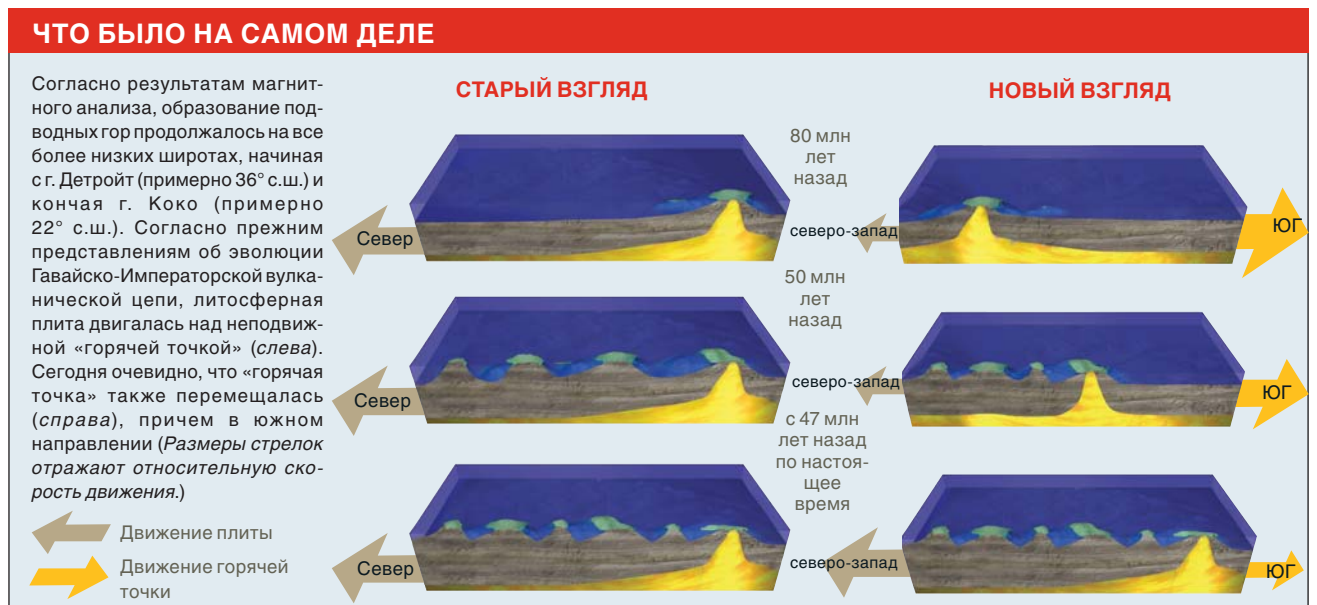 ЧТО БЫЛО НА САМОМ ДЕЛЕ
Согласно результатам магнит-
ного анализа, образование под-
водных гор продолжалось на все
более низких широтах, начиная
с г. Детройт (примерно 36° с.ш.) и
кончая г. Коко (примерно
22° с.ш.). Согласно прежним
представлениям об эволюции
Гавайско-Императорской вулка-
нической цепи, литосферная
плита двигалась над неподвиж-
ной «горячей точкой» (слева).
Сегодня очевидно, что «горячая
точка» также перемещалась
(справа), причем в южном
направлении (Размеры стрелок
отражают относительную ско-
рость движения.)
Движение плиты
Движение горячей
точки
СТАРЫЙ ВЗГЛЯД
НОВЫЙ ВЗГЛЯД
80 млн
лет
назад
Север
северо-запад
ЮГ
50 млн
лет
назад
Север
северо-запад
ЮГ
с 47 млн
лет назад
по настоя-
щее
время
Север
северо-запад
ЮГ